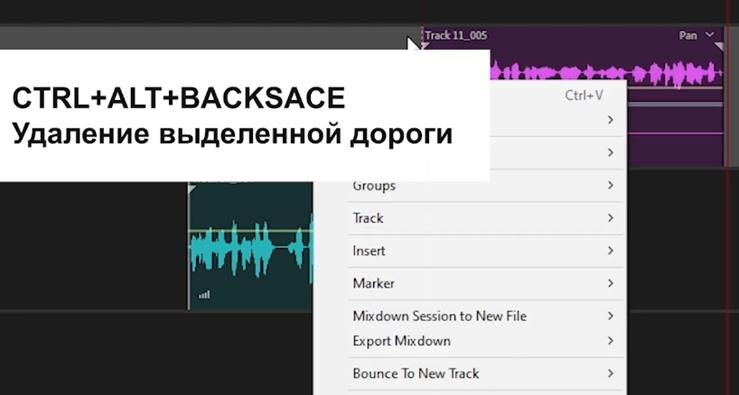 Track 11_005
Pan
CTRL+ALT+BACKSACE
Удаление выделенной дороги
Ctrl+V
Groups
Track
Insert
Marker
Mixdown Session to New File
Export Mixdown
Bounce To New Track